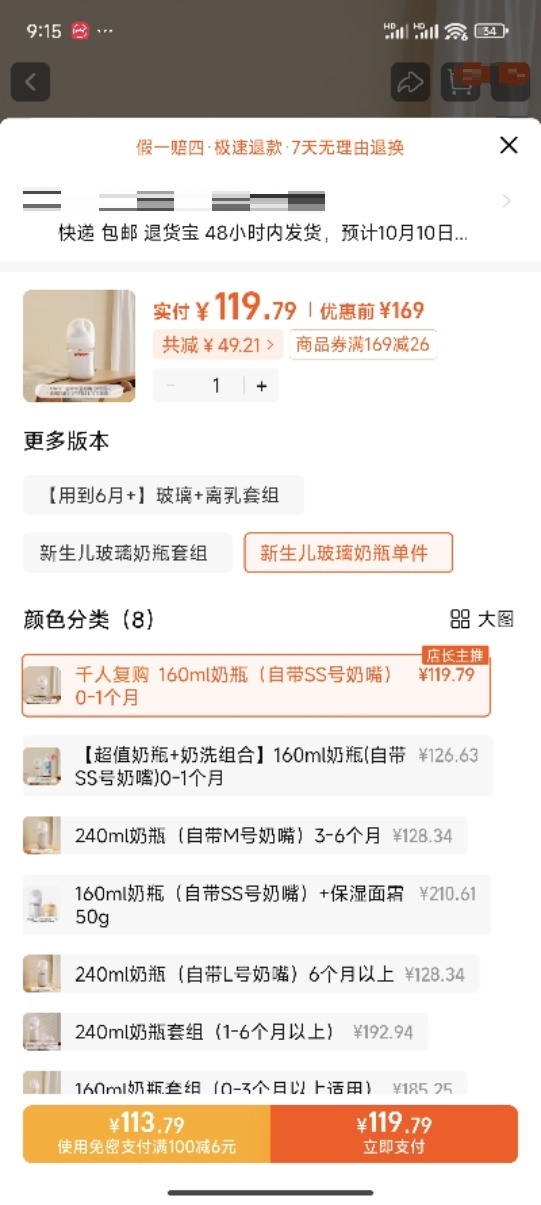 9:15
34
假一赔四·极速退款·7天无理由退换
快递 包邮 退货宝 48小时内发货，预计10月10日...
实付 ¥119.79 优惠前 ¥169
共减 ¥49.21 > 商品券满169减26
- 1 +
更多版本
【用到6月+】玻璃+离乳套组
新生儿玻璃奶瓶套组 新生儿玻璃奶瓶单件
颜色分类（8） 大图
店长主推
千人复购 160ml奶瓶（自带SS号奶嘴） ¥119.79
0-1个月
【超值奶瓶+奶洗组合】160ml奶瓶(自带 ¥126.63
SS号奶嘴)0-1个月
240ml奶瓶（自带M号奶嘴）3-6个月 ¥128.34
160ml奶瓶（自带SS号奶嘴）+保湿面霜 ¥210.61
50g
240ml奶瓶（自带L号奶嘴）6个月以上 ¥128.34
240ml奶瓶套组（1-6个月以上） ¥192.94
160ml奶瓶套组（0-3个月以上适用） ¥185.25
¥113.79 ¥119.79
使用免密支付满100减6元 立即支付